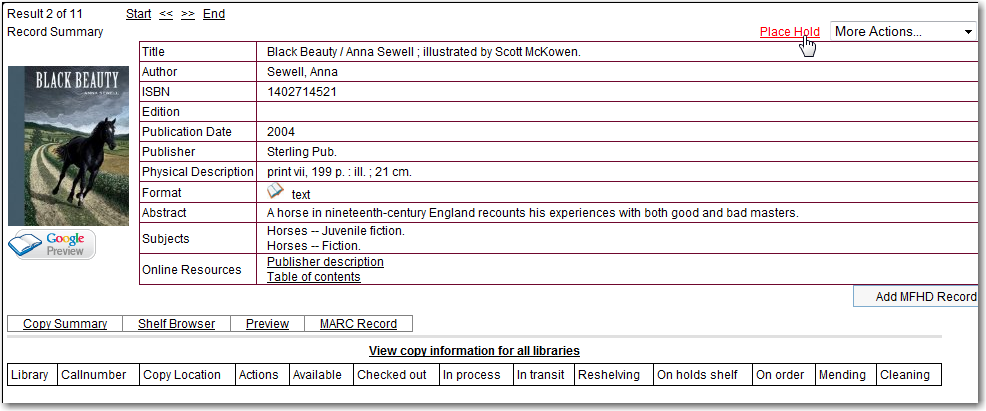 Result 2 of 11 Start << >> End
Record Summary Place Hold More Actions...
Title Black Beauty / Anna Sewell ; illustrated by Scott McKowen.
Author Sewell, Anna
ISBN 1402714521
Edition
Publication Date 2004
Publisher Sterling Pub.
Physical Description print vii, 199 p. : ill. ; 21 cm.
Format text
Abstract A horse in nineteenth-century England recounts his experiences with both good and bad masters.
Subjects Horses -- Juvenile fiction.
Horses -- Fiction.
Online Resources Publisher description
Table of contents
BLACK BEAUTY
ANNA SEWELL
Google
Preview
Add MFHD Record
Copy Summary Shelf Browser Preview MARC Record
View copy information for all libraries
Library Callnumber Copy Location Actions Available Checked out In process In transit Reshelving On holds shelf On order Mending Cleaning